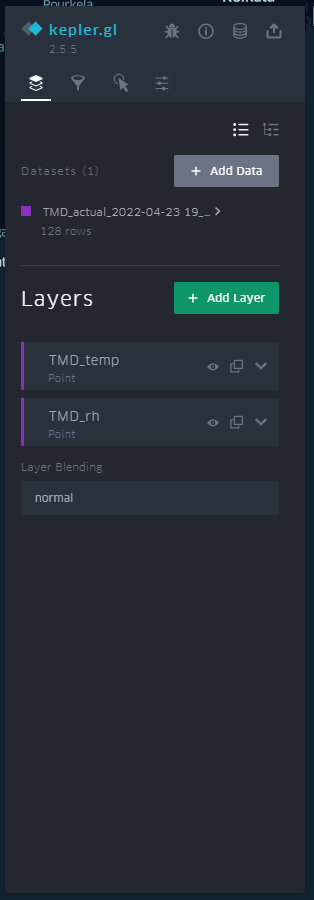 Rourkela
kepler.gl
2.5.5
Datasets (1)
Add Data
TMD_actual_2022-04-23 19_...
128 rows
Layers
Add Layer
TMD_temp
Point
TMD_rh
Point
Layer Blending
normal